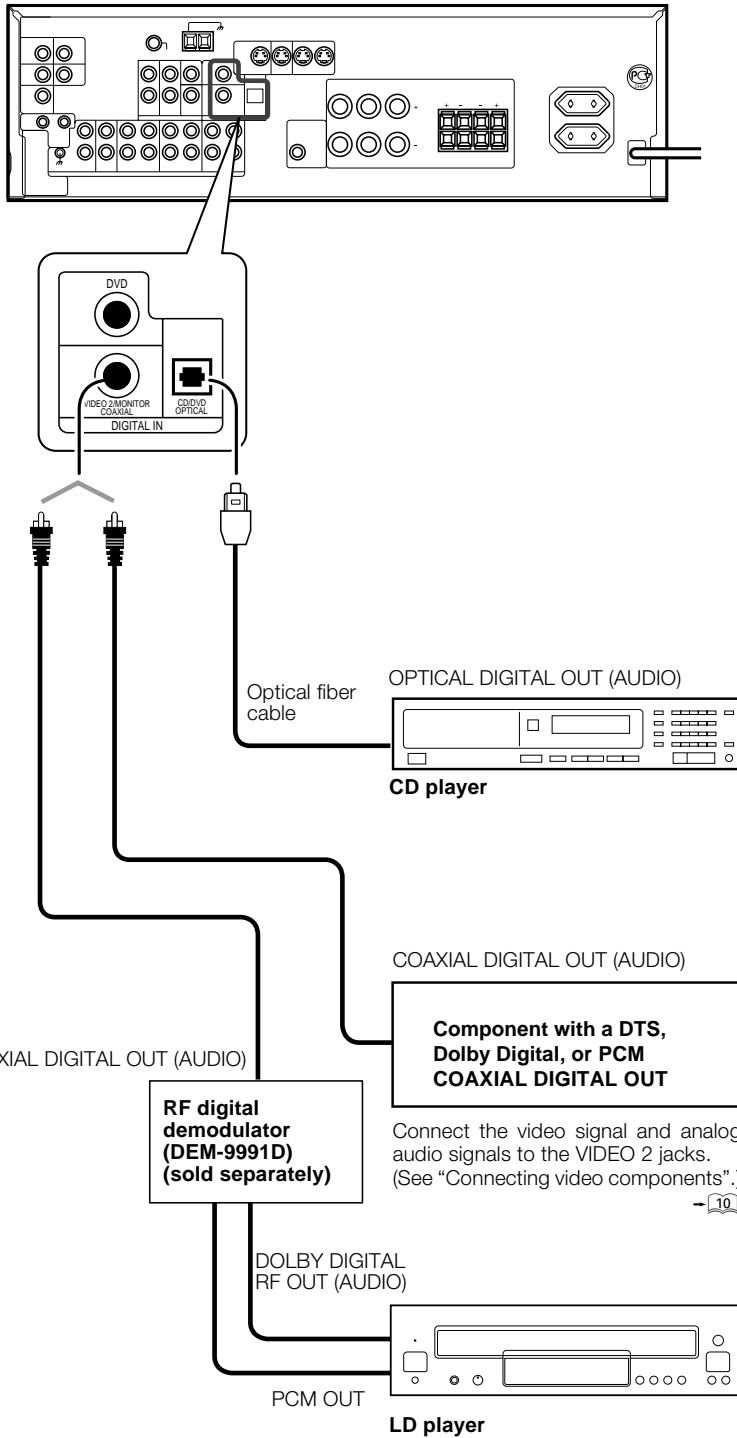 + - - +
+
-
DVD
VIDEO 2/MONITOR
COAXIAL
CD/DVD
OPTICAL
DIGITAL IN
Optical fiber
cable
OPTICAL DIGITAL OUT (AUDIO)
CD player
COAXIAL DIGITAL OUT (AUDIO)
Component with a DTS,
Dolby Digital, or PCM
COAXIAL DIGITAL OUT
XIAL DIGITAL OUT (AUDIO)
RF digital
demodulator
(DEM-9991D)
(sold separately)
Connect the video signal and analog
audio signals to the VIDEO 2 jacks.
(See “Connecting video components”.)
→ 10
DOLBY DIGITAL
RF OUT (AUDIO)
PCM OUT
LD player